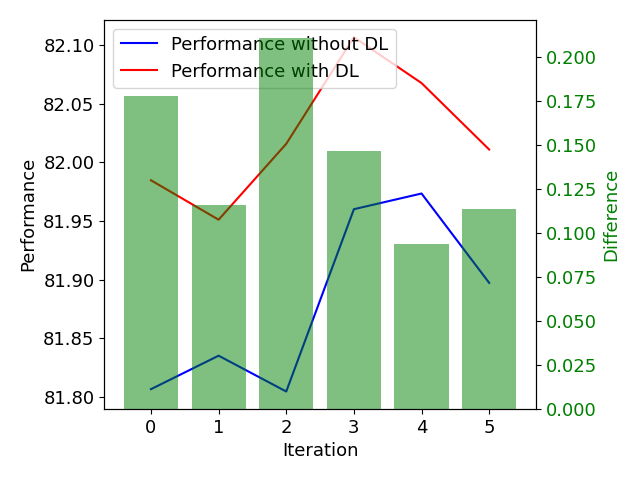 Performance without DL
Performance with DL
82.10
82.05
82.00
81.95
81.90
81.85
81.80
Performance
0.200
0.175
0.150
0.125
0.100
0.075
0.050
0.025
0.000
Difference
0 1 2 3 4 5
Iteration